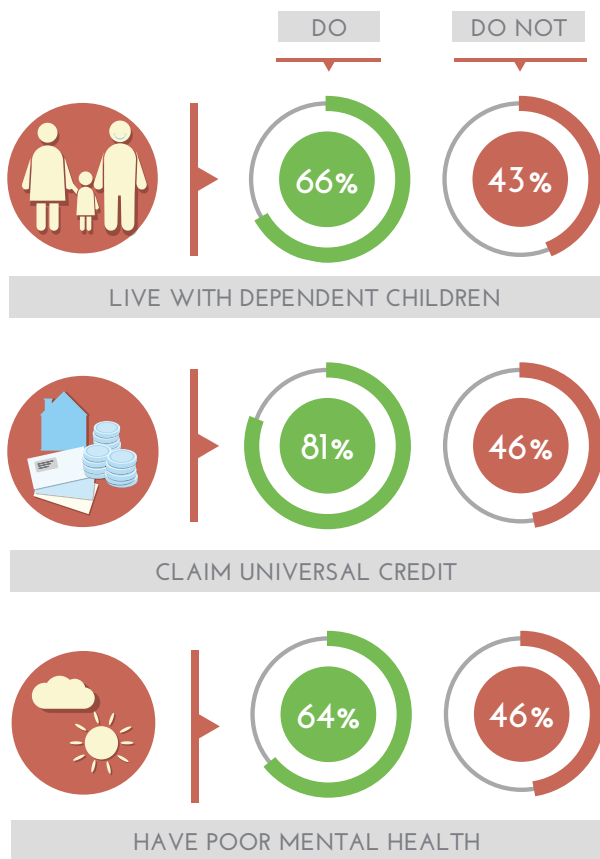 DO DO NOT
66% 43%
LIVE WITH DEPENDENT CHILDREN
81% 46%
CLAIM UNIVERSAL CREDIT
64% 46%
HAVE POOR MENTAL HEALTH